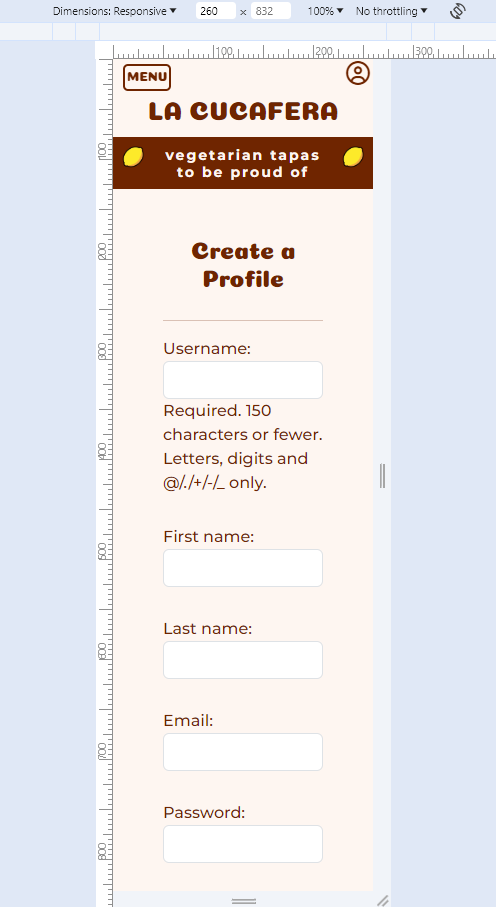 Dimensions: Responsive ▼ 260 × 832 100% ▼ No throttling ▼
100 200 300
MENU
LA CUCAFERA
vegetarian tapas
to be proud of
Create a
Profile
Username:
Required. 150
characters or fewer.
Letters, digits and
@/./+/-/_ only.
First name:
Last name:
Email:
Password:
100
200
300
400
500
600
700
800